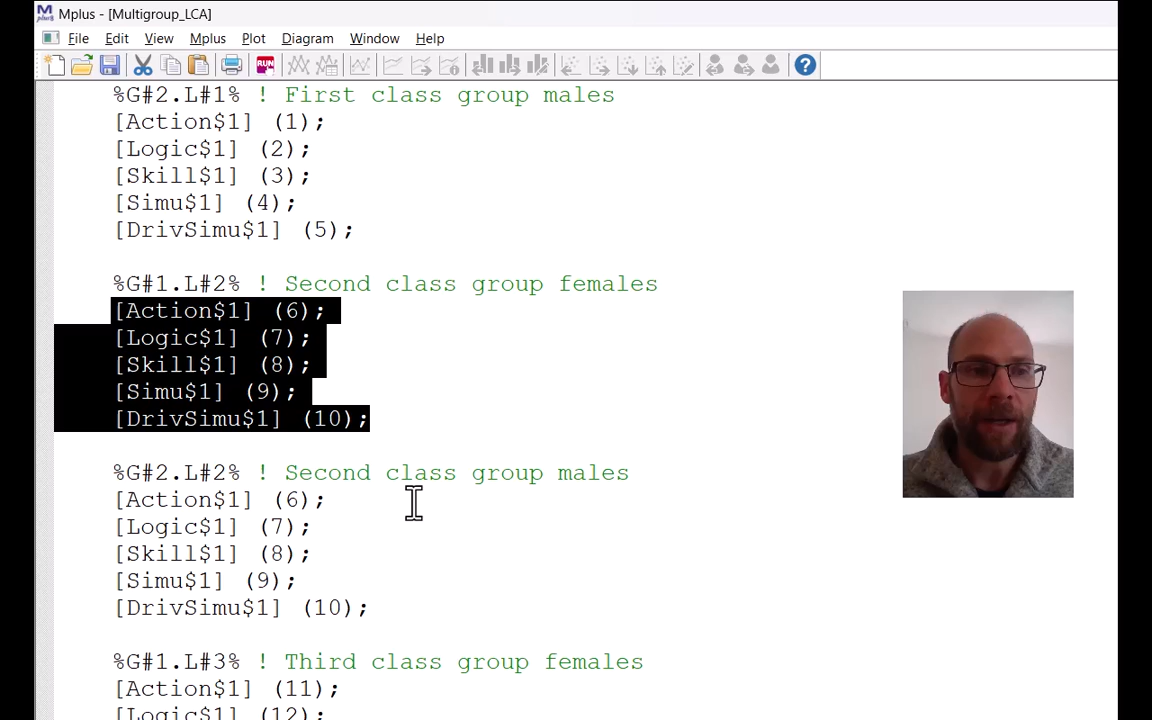 Mplus - [Multigroup_LCA]
File Edit View Mplus Plot Diagram Window Help
RUN
%G#2.L#1% ! First class group males
[Action$1] (1);
[Logic$1] (2);
[Skill$1] (3);
[Simu$1] (4);
[DrivSimu$1] (5);
%G#1.L#2% ! Second class group females
[Action$1] (6);
[Logic$1] (7);
[Skill$1] (8);
[Simu$1] (9);
[DrivSimu$1] (10);
%G#2.L#2% ! Second class group males
[Action$1] (6);
[Logic$1] (7);
[Skill$1] (8);
[Simu$1] (9);
[DrivSimu$1] (10);
%G#1.L#3% ! Third class group females
[Action$1] (11);
[Logic$1] (12);